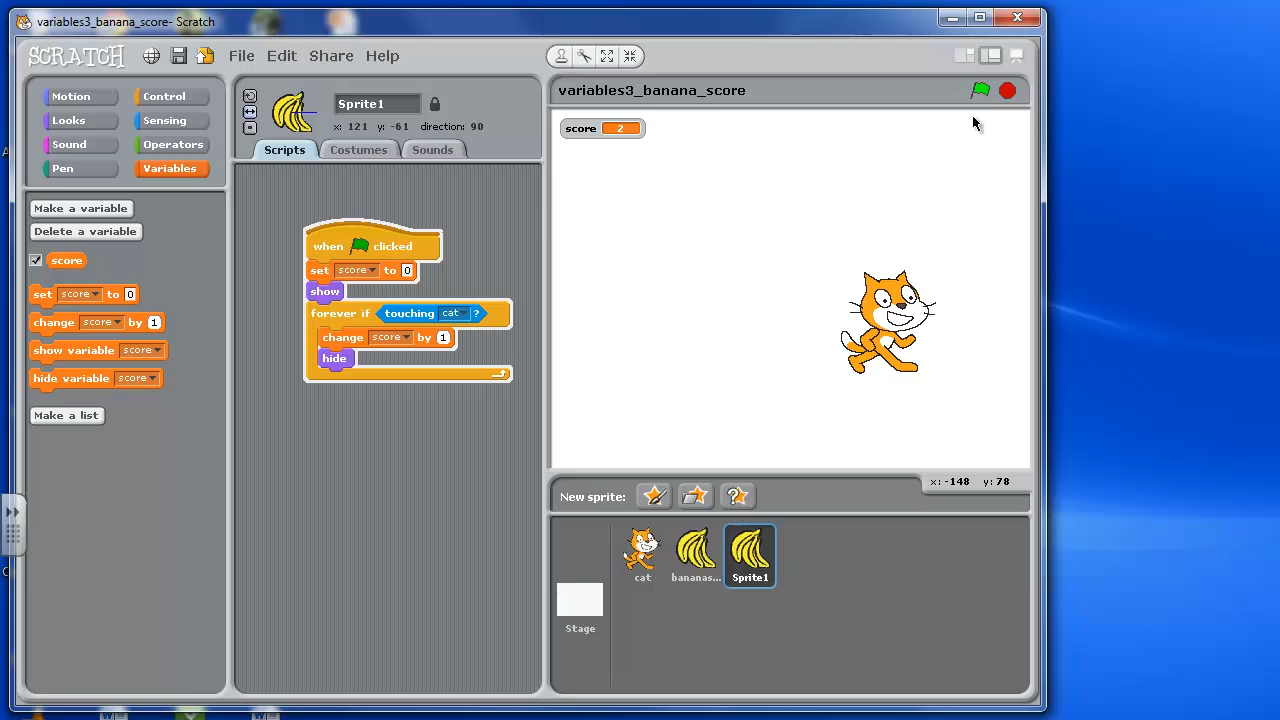 variables3_banana_score- Scratch
SCRATCH File Edit Share Help
Motion Control
Looks Sensing
Sound Operators
Pen Variables
Make a variable
Delete a variable
score
set score to 0
change score by 1
show variable score
hide variable score
Make a list
Sprite1
x: 121 y: -61 direction: 90
Scripts Costumes Sounds
when clicked
set score to 0
show
forever if touching cat ?
change score by 1
hide
variables3_banana_score
score 2
x: -148 y: 78
New sprite:
cat bananas... Sprite1
Stage